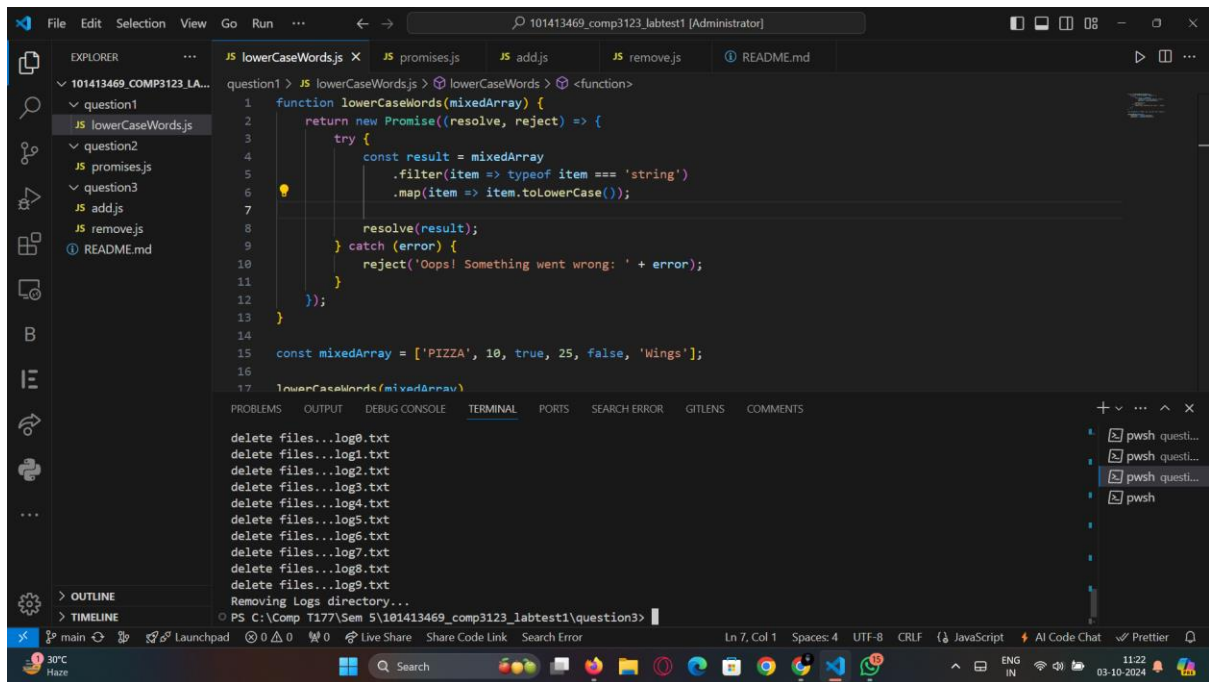 File Edit Selection View Go Run ··· ← → 101413469_comp3123_labtest1 [Administrator]
EXPLORER ···
101413469_COMP3123_LA...
question1
JS lowerCaseWords.js
question2
JS promises.js
question3
JS add.js
JS remove.js
README.md
OUTLINE
TIMELINE
JS lowerCaseWords.js × JS promises.js JS add.js JS remove.js README.md
question1 > JS lowerCaseWords.js > lowerCaseWords > <function>
1 function lowerCaseWords(mixedArray) {
2 return new Promise((resolve, reject) => {
3 try {
4 const result = mixedArray
5 .filter(item => typeof item === 'string')
6 .map(item => item.toLowerCase());
7
8 resolve(result);
9 } catch (error) {
10 reject('Oops! Something went wrong: ' + error);
11 }
12 });
13 }
14
15 const mixedArray = ['PIZZA', 10, true, 25, false, 'Wings'];
16
17 lowerCaseWords(mixedArray)
PROBLEMS OUTPUT DEBUG CONSOLE TERMINAL PORTS SEARCH ERROR GITLENS COMMENTS
delete files...log0.txt
delete files...log1.txt
delete files...log2.txt
delete files...log3.txt
delete files...log4.txt
delete files...log5.txt
delete files...log6.txt
delete files...log7.txt
delete files...log8.txt
delete files...log9.txt
Removing Logs directory...
PS C:\Comp T177\Sem 5\101413469_comp3123_labtest1\question3>
pwsh questi...
pwsh questi...
pwsh questi...
pwsh
main Launchpad 0 0 0 Live Share Share Code Link Search Error Ln 7, Col 1 Spaces: 4 UTF-8 CRLF JavaScript AI Code Chat Prettier
1 30°C Search 15 ENG 11:22
Haze IN 03-10-2024